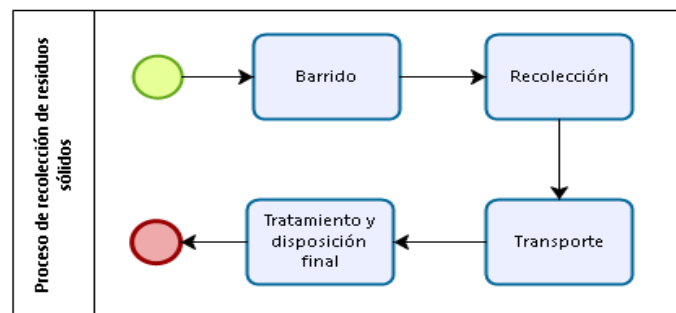 Proceso de recolección de residuos
sólidos
Barrido
Recolección
Transporte
Tratamiento y
disposición
final